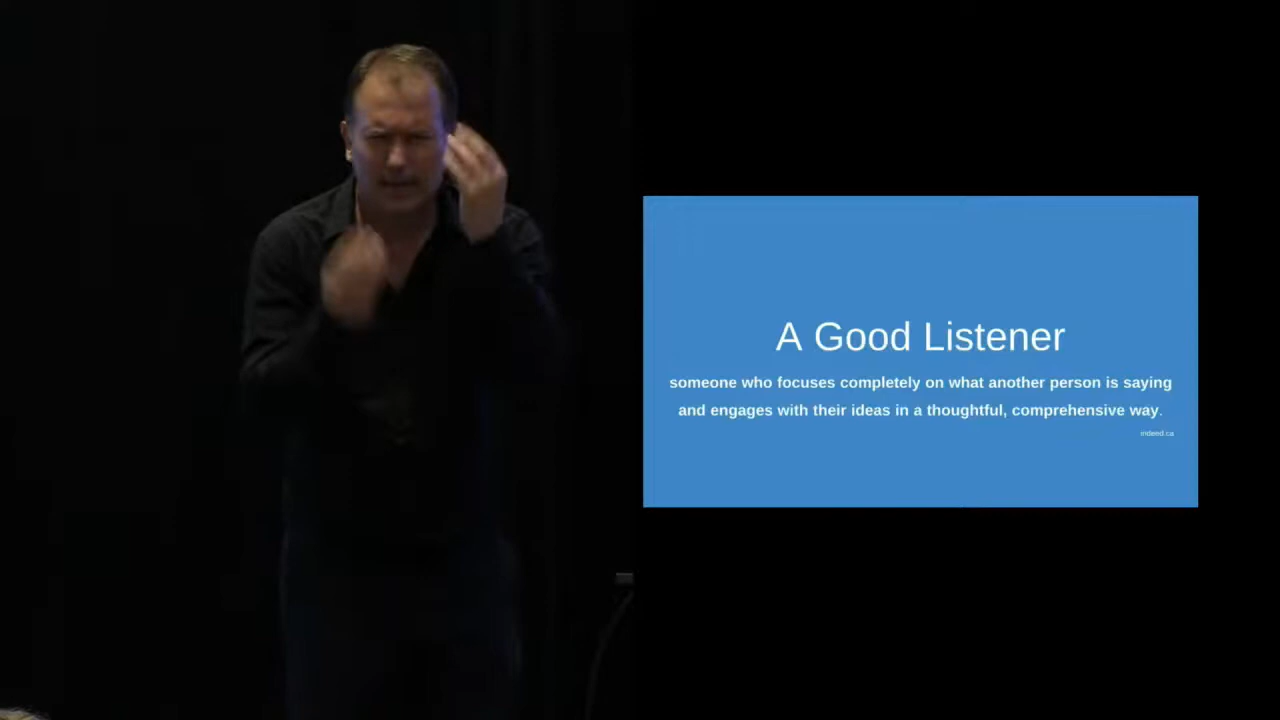 A Good Listener
someone who focuses completely on what another person is saying
and engages with their ideas in a thoughtful, comprehensive way.
indeed.ca